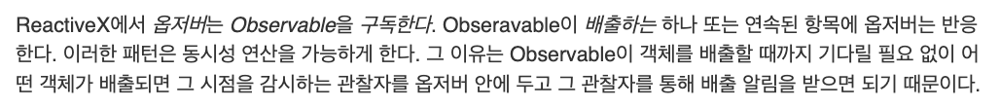 ReactiveX에서 옵저버는 Observable을 구독한다. Obseravable이 배출하는 하나 또는 연속된 항목에 옵저버는 반응
한다. 이러한 패턴은 동시성 연산을 가능하게 한다. 그 이유는 Observable이 객체를 배출할 때까지 기다릴 필요 없이 어
떤 객체가 배출되면 그 시점을 감시하는 관찰자를 옵저버 안에 두고 그 관찰자를 통해 배출 알림을 받으면 되기 때문이다.